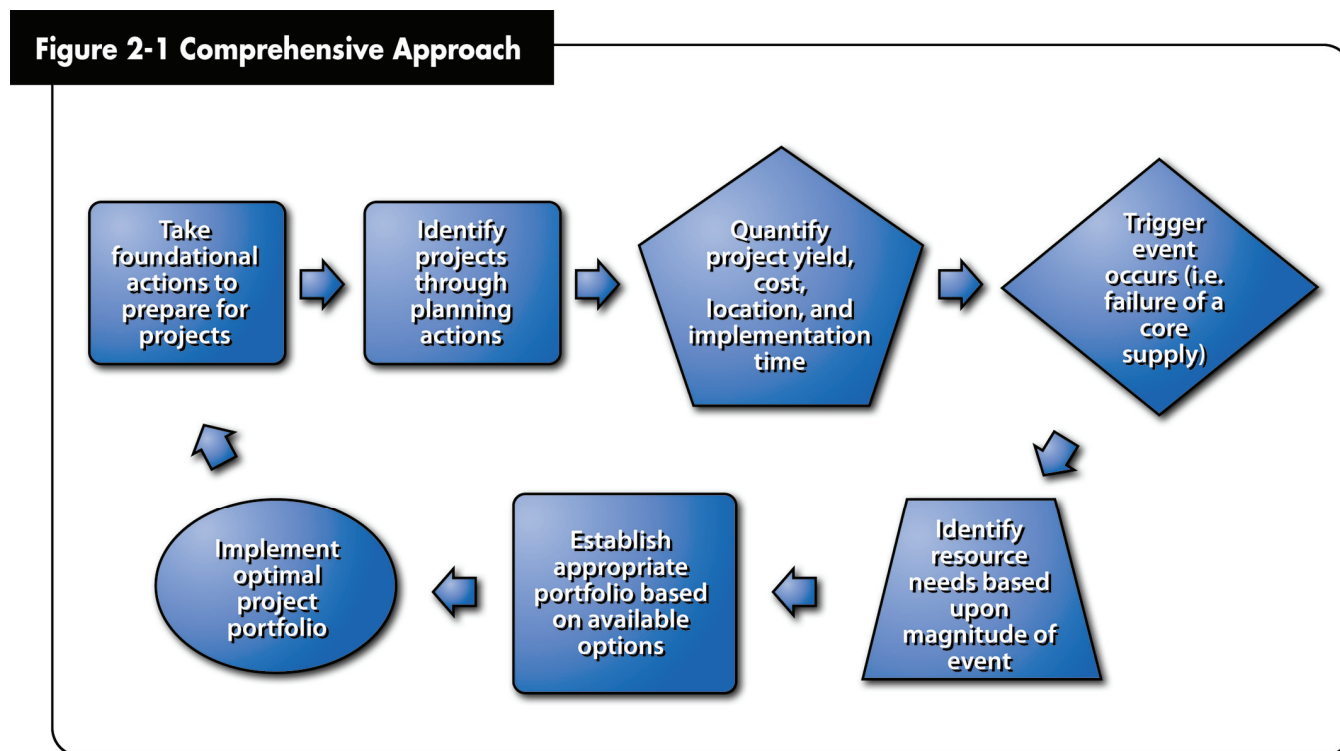 Figure 2-1 Comprehensive Approach
Take
foundational
actions to
prepare for
projects
Identify
projects
through
planning
actions
Quantify
project yield,
cost,
location, and
implementation
time
Trigger
event
occurs (i.e.
failure of a
core
supply)
Identify
resource
needs based
upon
magnitude of
event
Establish
appropriate
portfolio based
on available
options
Implement
optimal
project
portfolio